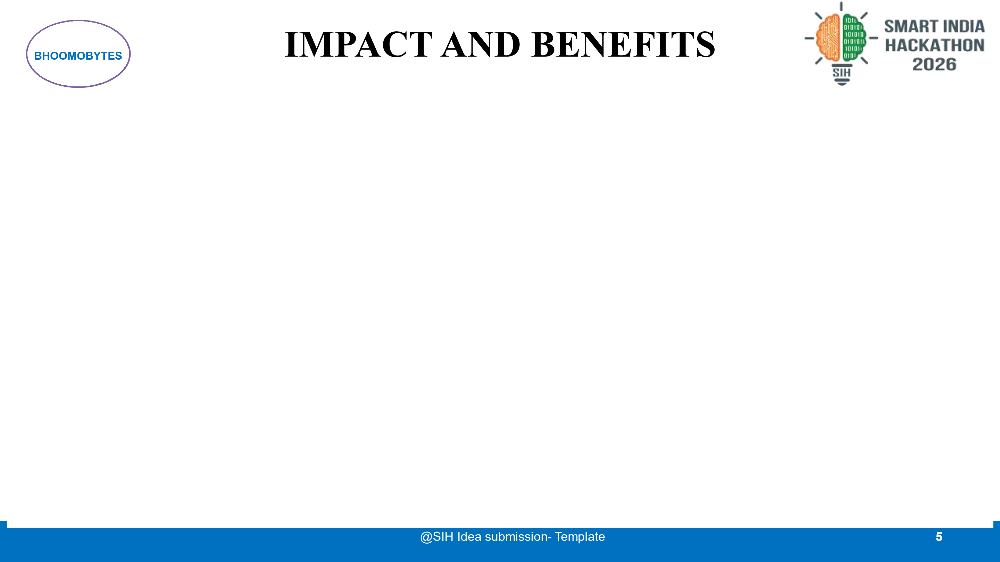 BHOOMOBYTES
IMPACT AND BENEFITS
SMART INDIA
HACKATHON
2026
SIH
@SIH Idea submission- Template
5